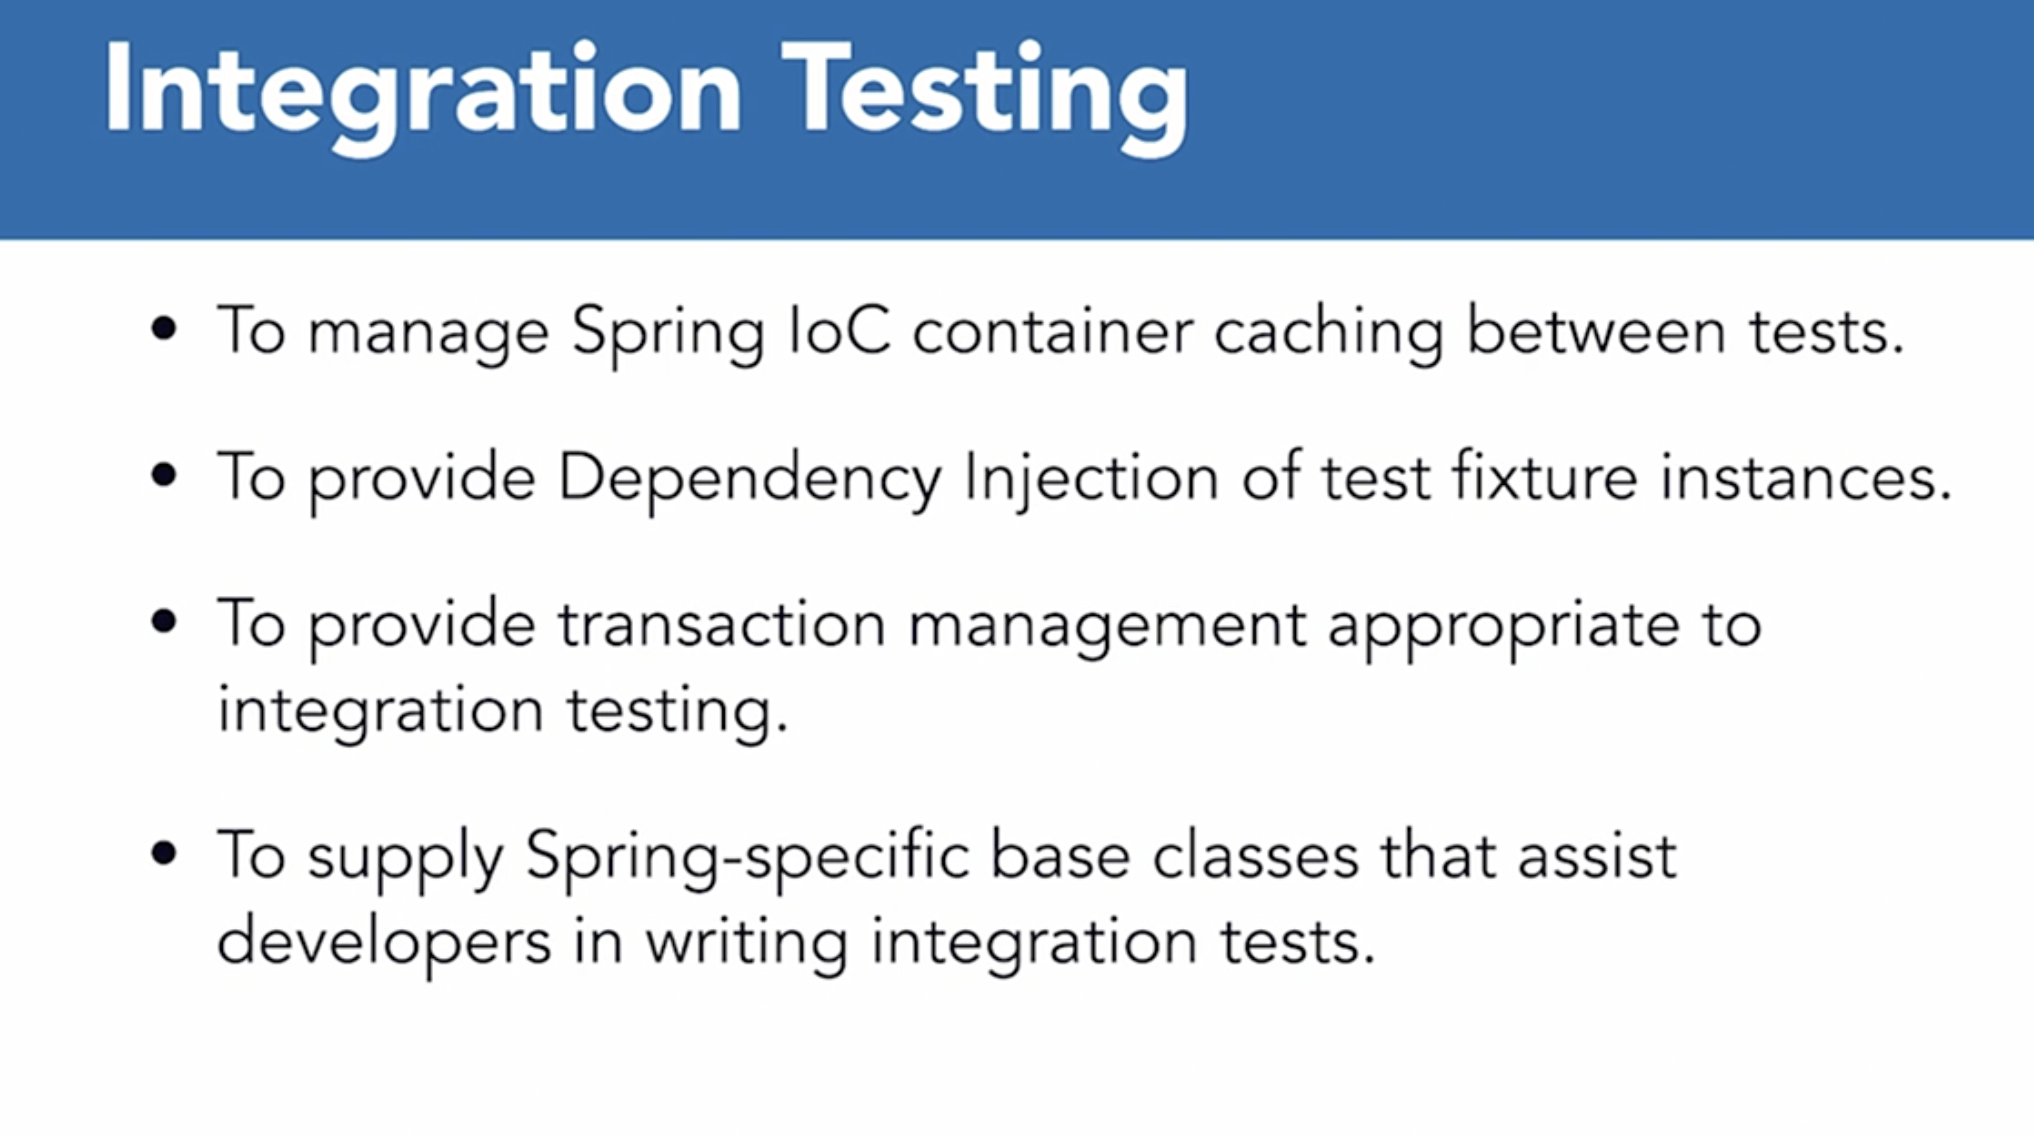 Integration Testing
• To manage Spring IoC container caching between tests.
• To provide Dependency Injection of test fixture instances.
• To provide transaction management appropriate to
integration testing.
• To supply Spring-specific base classes that assist
developers in writing integration tests.